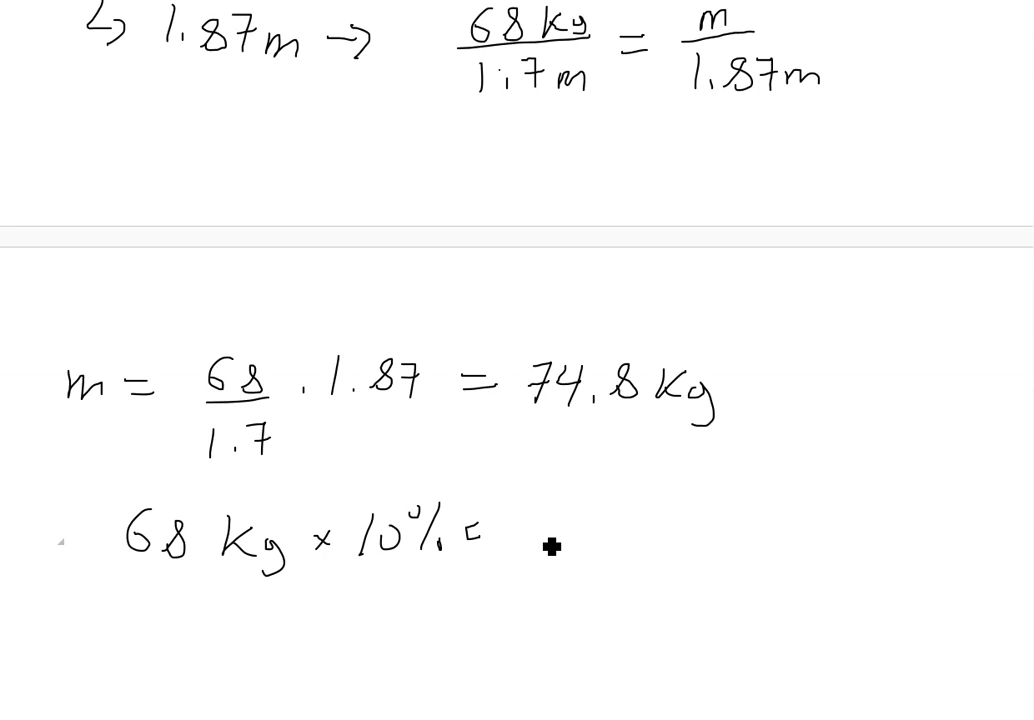 ↳ 1.87m → 68 kg / 1.7m = m / 1.87m
m = 68 / 1.7 . 1.87 = 74.8 kg
68 kg × 10% =